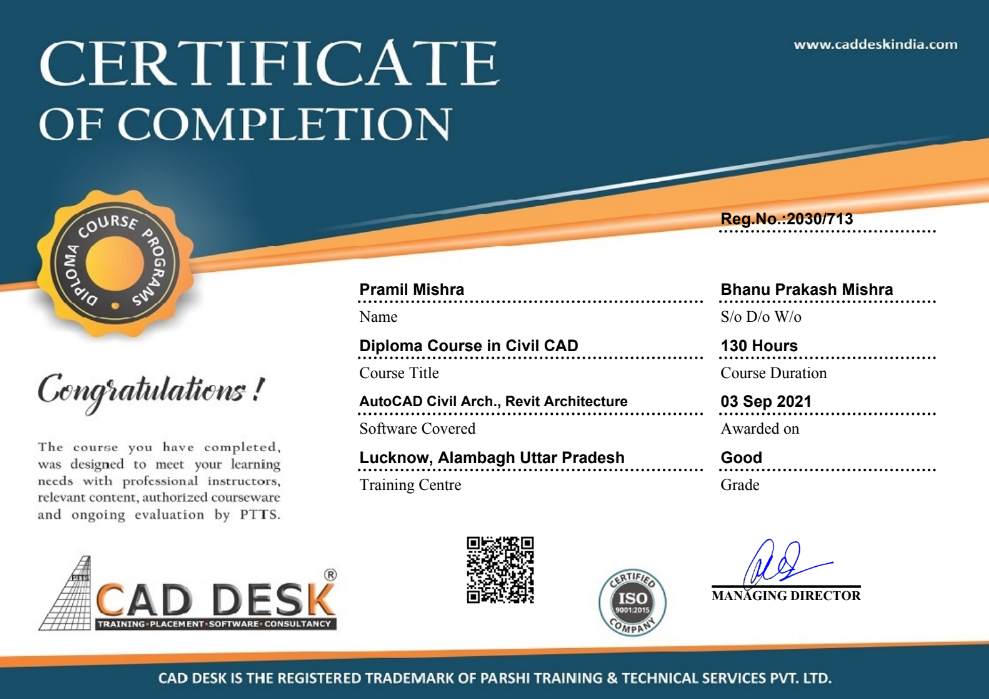 CERTIFICATE
OF COMPLETION
www.caddeskindia.com
DIPLOMA COURSE PROGRAMS
Reg.No.:2030/713
Pramil Mishra
Name
Bhanu Prakash Mishra
S/o D/o W/o
Diploma Course in Civil CAD
Course Title
130 Hours
Course Duration
AutoCAD Civil Arch., Revit Architecture
Software Covered
03 Sep 2021
Awarded on
Lucknow, Alambagh Uttar Pradesh
Training Centre
Good
Grade
Congratulations !
The course you have completed,
was designed to meet your learning
needs with professional instructors,
relevant content, authorized courseware
and ongoing evaluation by PTTS.
PTTS
CAD DESK®
TRAINING•PLACEMENT•SOFTWARE•CONSULTANCY
CERTIFIED
ISO
9001:2015
COMPANY
MANAGING DIRECTOR
CAD DESK IS THE REGISTERED TRADEMARK OF PARSHI TRAINING & TECHNICAL SERVICES PVT. LTD.